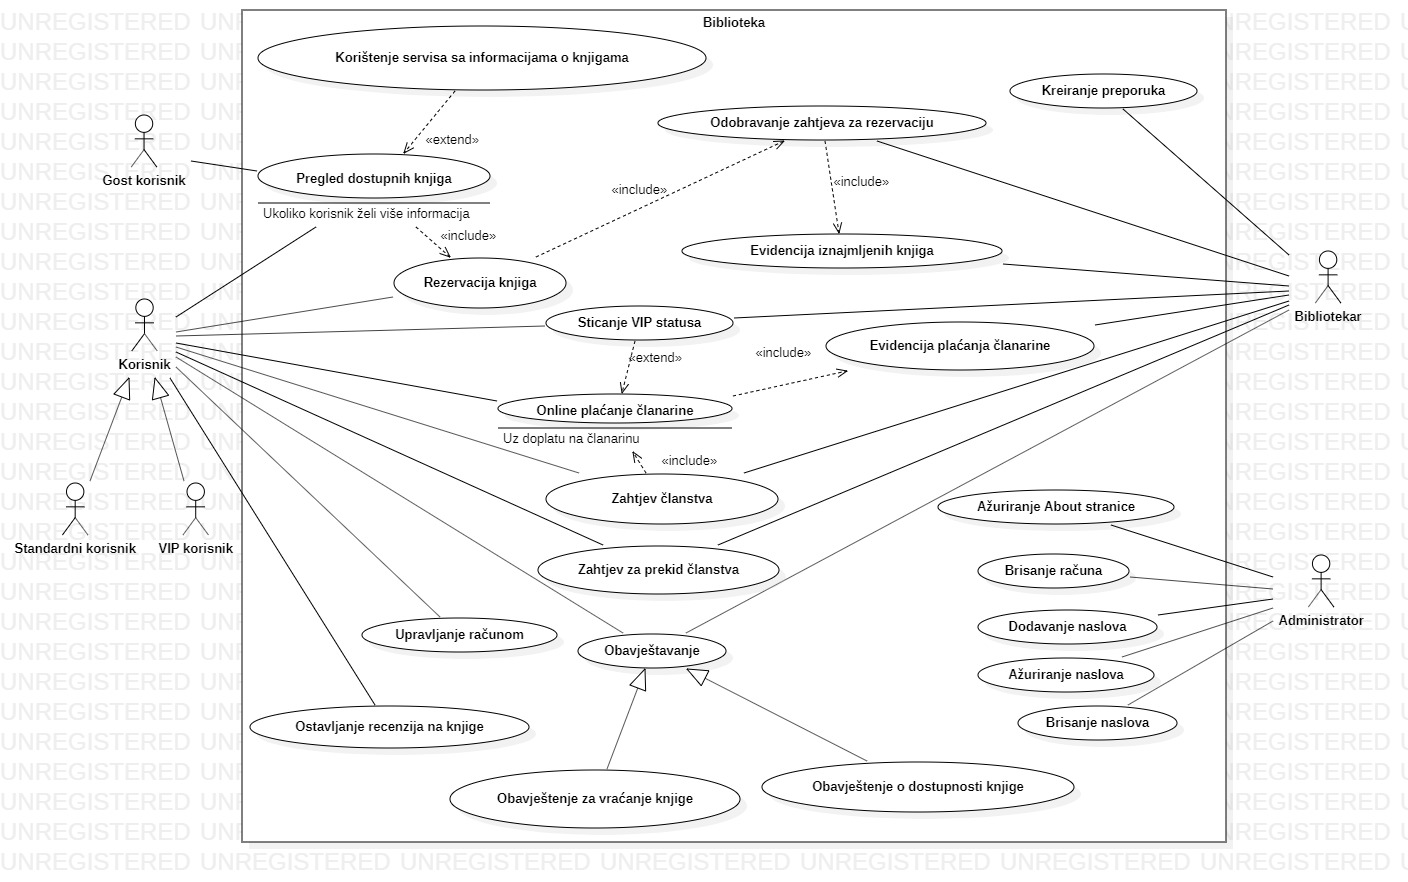 Biblioteka
Korištenje servisa sa informacijama o knjigama
Kreiranje preporuka
Odobravanje zahtjeva za rezervaciju
«extend»
Gost korisnik
Pregled dostupnih knjiga
Ukoliko korisnik želi više informacija
«include»
«include»
«include»
Evidencija iznajmljenih knjiga
Rezervacija knjiga
Bibliotekar
Sticanje VIP statusa
Evidencija plaćanja članarine
«extend»
«include»
Korisnik
Online plaćanje članarine
Uz doplatu na članarinu
«include»
Zahtjev članstva
Ažuriranje About stranice
Standardni korisnik
VIP korisnik
Zahtjev za prekid članstva
Brisanje računa
Administrator
Dodavanje naslova
Upravljanje računom
Obavještavanje
Ažuriranje naslova
Brisanje naslova
Ostavljanje recenzija na knjige
Obavještenje za vraćanje knjige
Obavještenje o dostupnosti knjige
UNREGISTERED UNREGISTERED UNREGISTERED UNREGISTERED UNREGISTERED UNREGISTERED UNREGISTERED